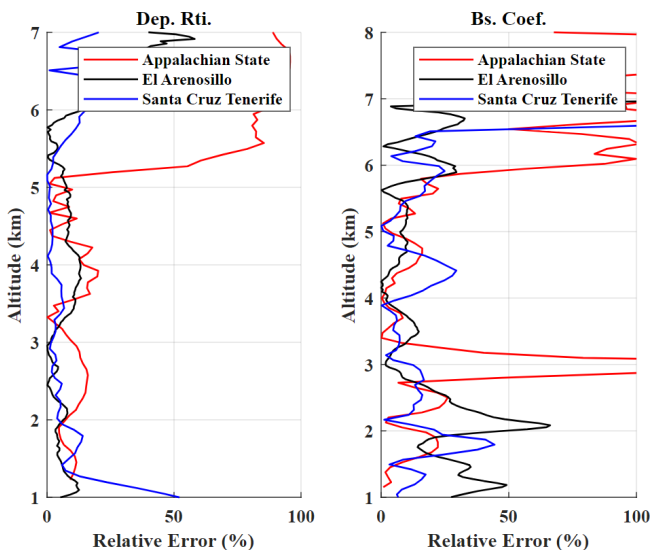 Dep. Rti.
Bs. Coef.
7
6
5
4
3
2
1
Altitude (km)
Appalachian State
El Arenosillo
Santa Cruz Tenerife
0
50
100
Relative Error (%)
8
7
6
5
4
3
2
1
Altitude (km)
Appalachian State
El Arenosillo
Santa Cruz Tenerife
0
50
100
Relative Error (%)